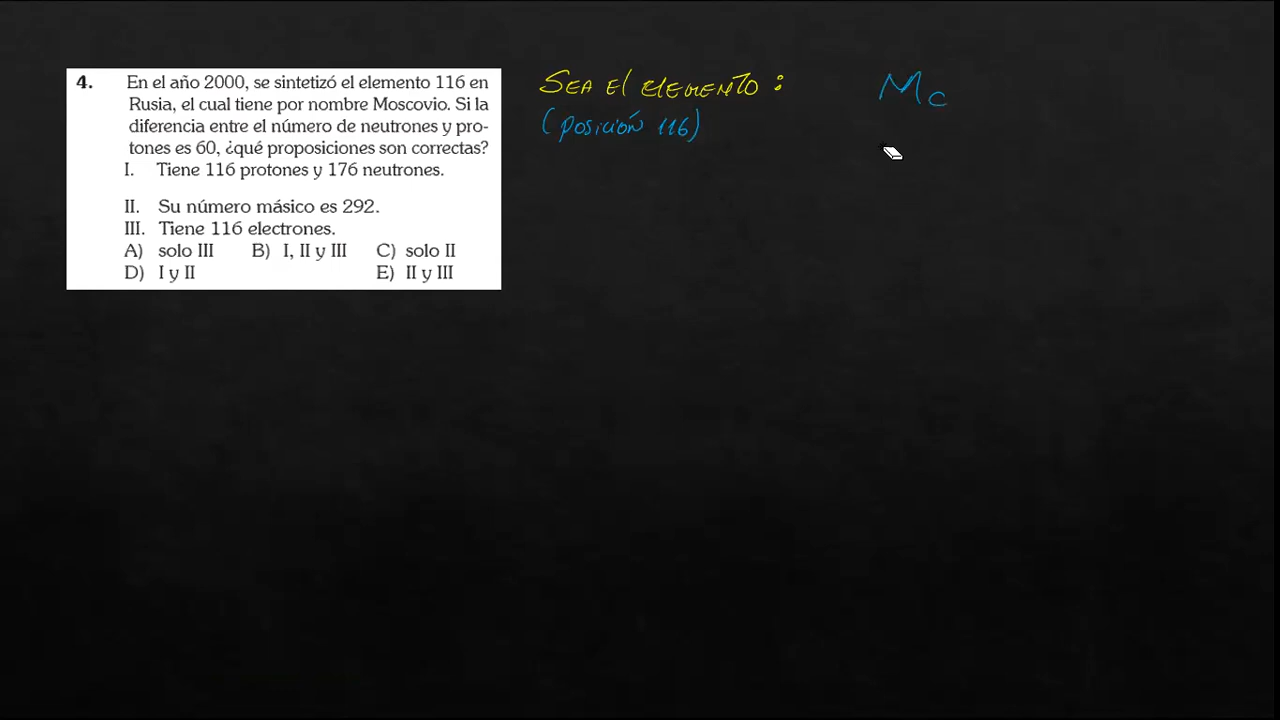 4. En el año 2000, se sintetizó el elemento 116 en
Rusia, el cual tiene por nombre Moscovio. Si la
diferencia entre el número de neutrones y pro-
tones es 60, ¿qué proposiciones son correctas?
I. Tiene 116 protones y 176 neutrones.
II. Su número másico es 292.
III. Tiene 116 electrones.
A) solo III B) I, II y III C) solo II
D) I y II E) II y III
SEA El ElEMENTO :
(posición 116)
Mc